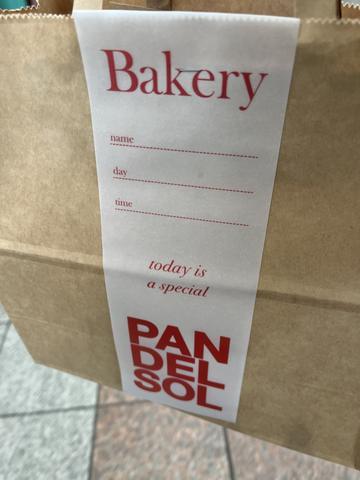 Bakery
name
day
time
today is
a special
PAN
DEL
SOL